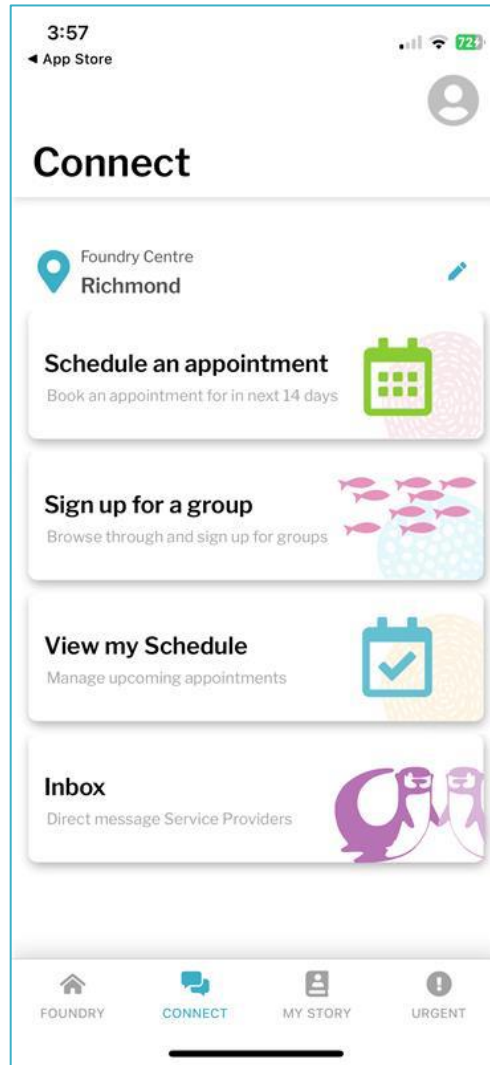 3:57
◀ App Store
72
Connect
Foundry Centre
Richmond
Schedule an appointment
Book an appointment for in next 14 days
Sign up for a group
Browse through and sign up for groups
View my Schedule
Manage upcoming appointments
Inbox
Direct message Service Providers
FOUNDRY CONNECT MY STORY URGENT